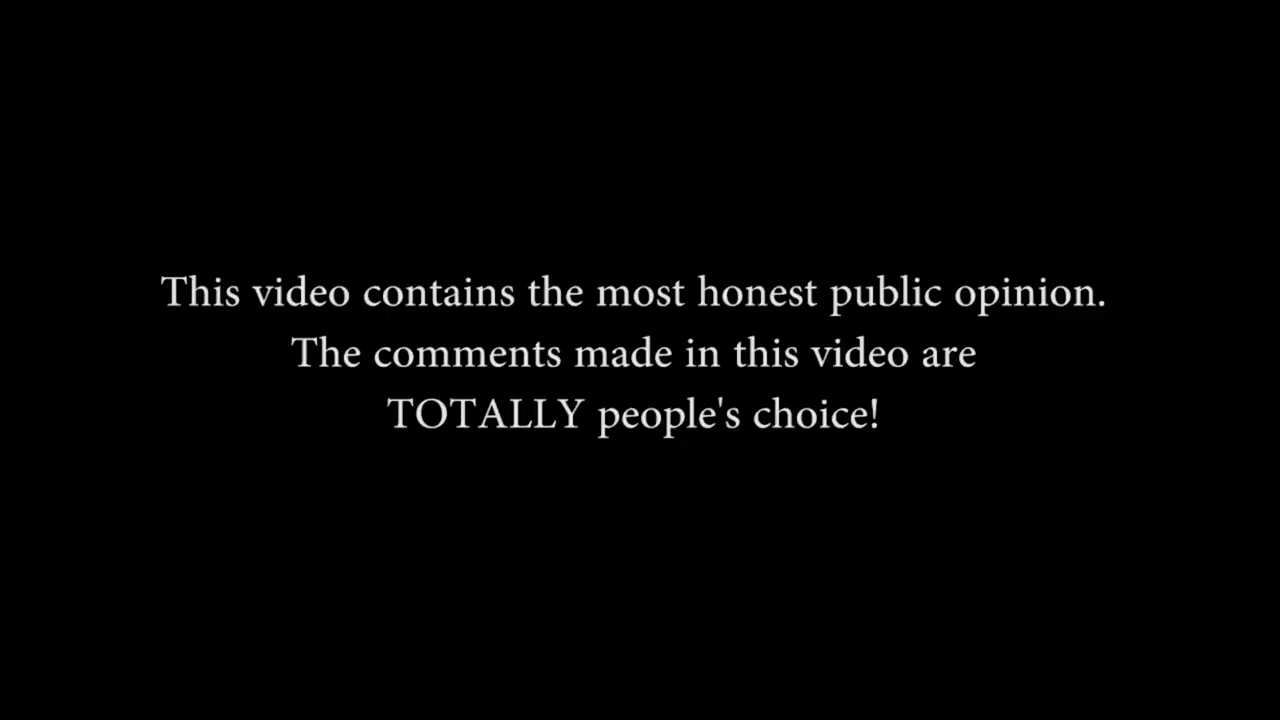 This video contains the most honest public opinion.
The comments made in this video are
TOTALLY people's choice!